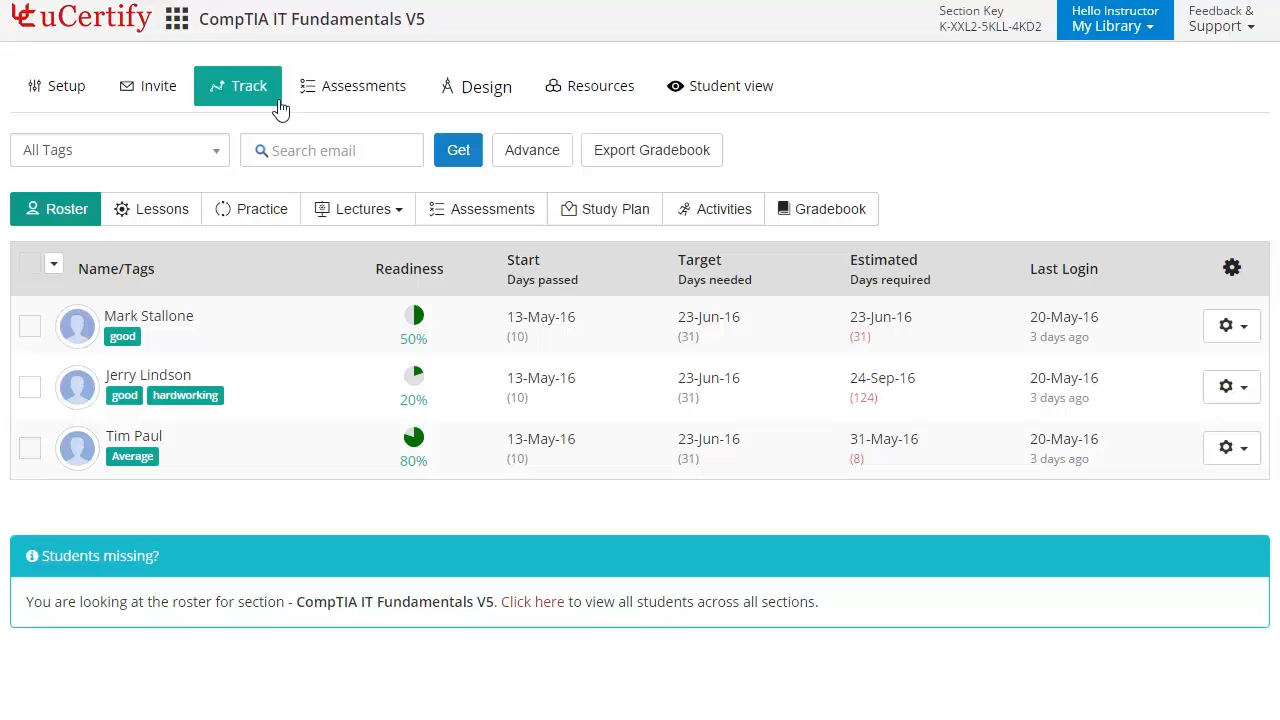 uCertify CompTIA IT Fundamentals V5 Section Key Hello Instructor Feedback &
K-XXL2-5KLL-4KD2 My Library Support
Setup Invite Track Assessments Design Resources Student view
All Tags Search email Get Advance Export Gradebook
Roster Lessons Practice Lectures Assessments Study Plan Activities Gradebook
Name/Tags Readiness Start Target Estimated Last Login
Days passed Days needed Days required
Mark Stallone 13-May-16 23-Jun-16 23-Jun-16 20-May-16
good 50% (10) (31) (31) 3 days ago
Jerry Lindson 13-May-16 23-Jun-16 24-Sep-16 20-May-16
good hardworking 20% (10) (31) (124) 3 days ago
Tim Paul 13-May-16 23-Jun-16 31-May-16 20-May-16
Average 80% (10) (31) (8) 3 days ago
Students missing?
You are looking at the roster for section - CompTIA IT Fundamentals V5. Click here to view all students across all sections.